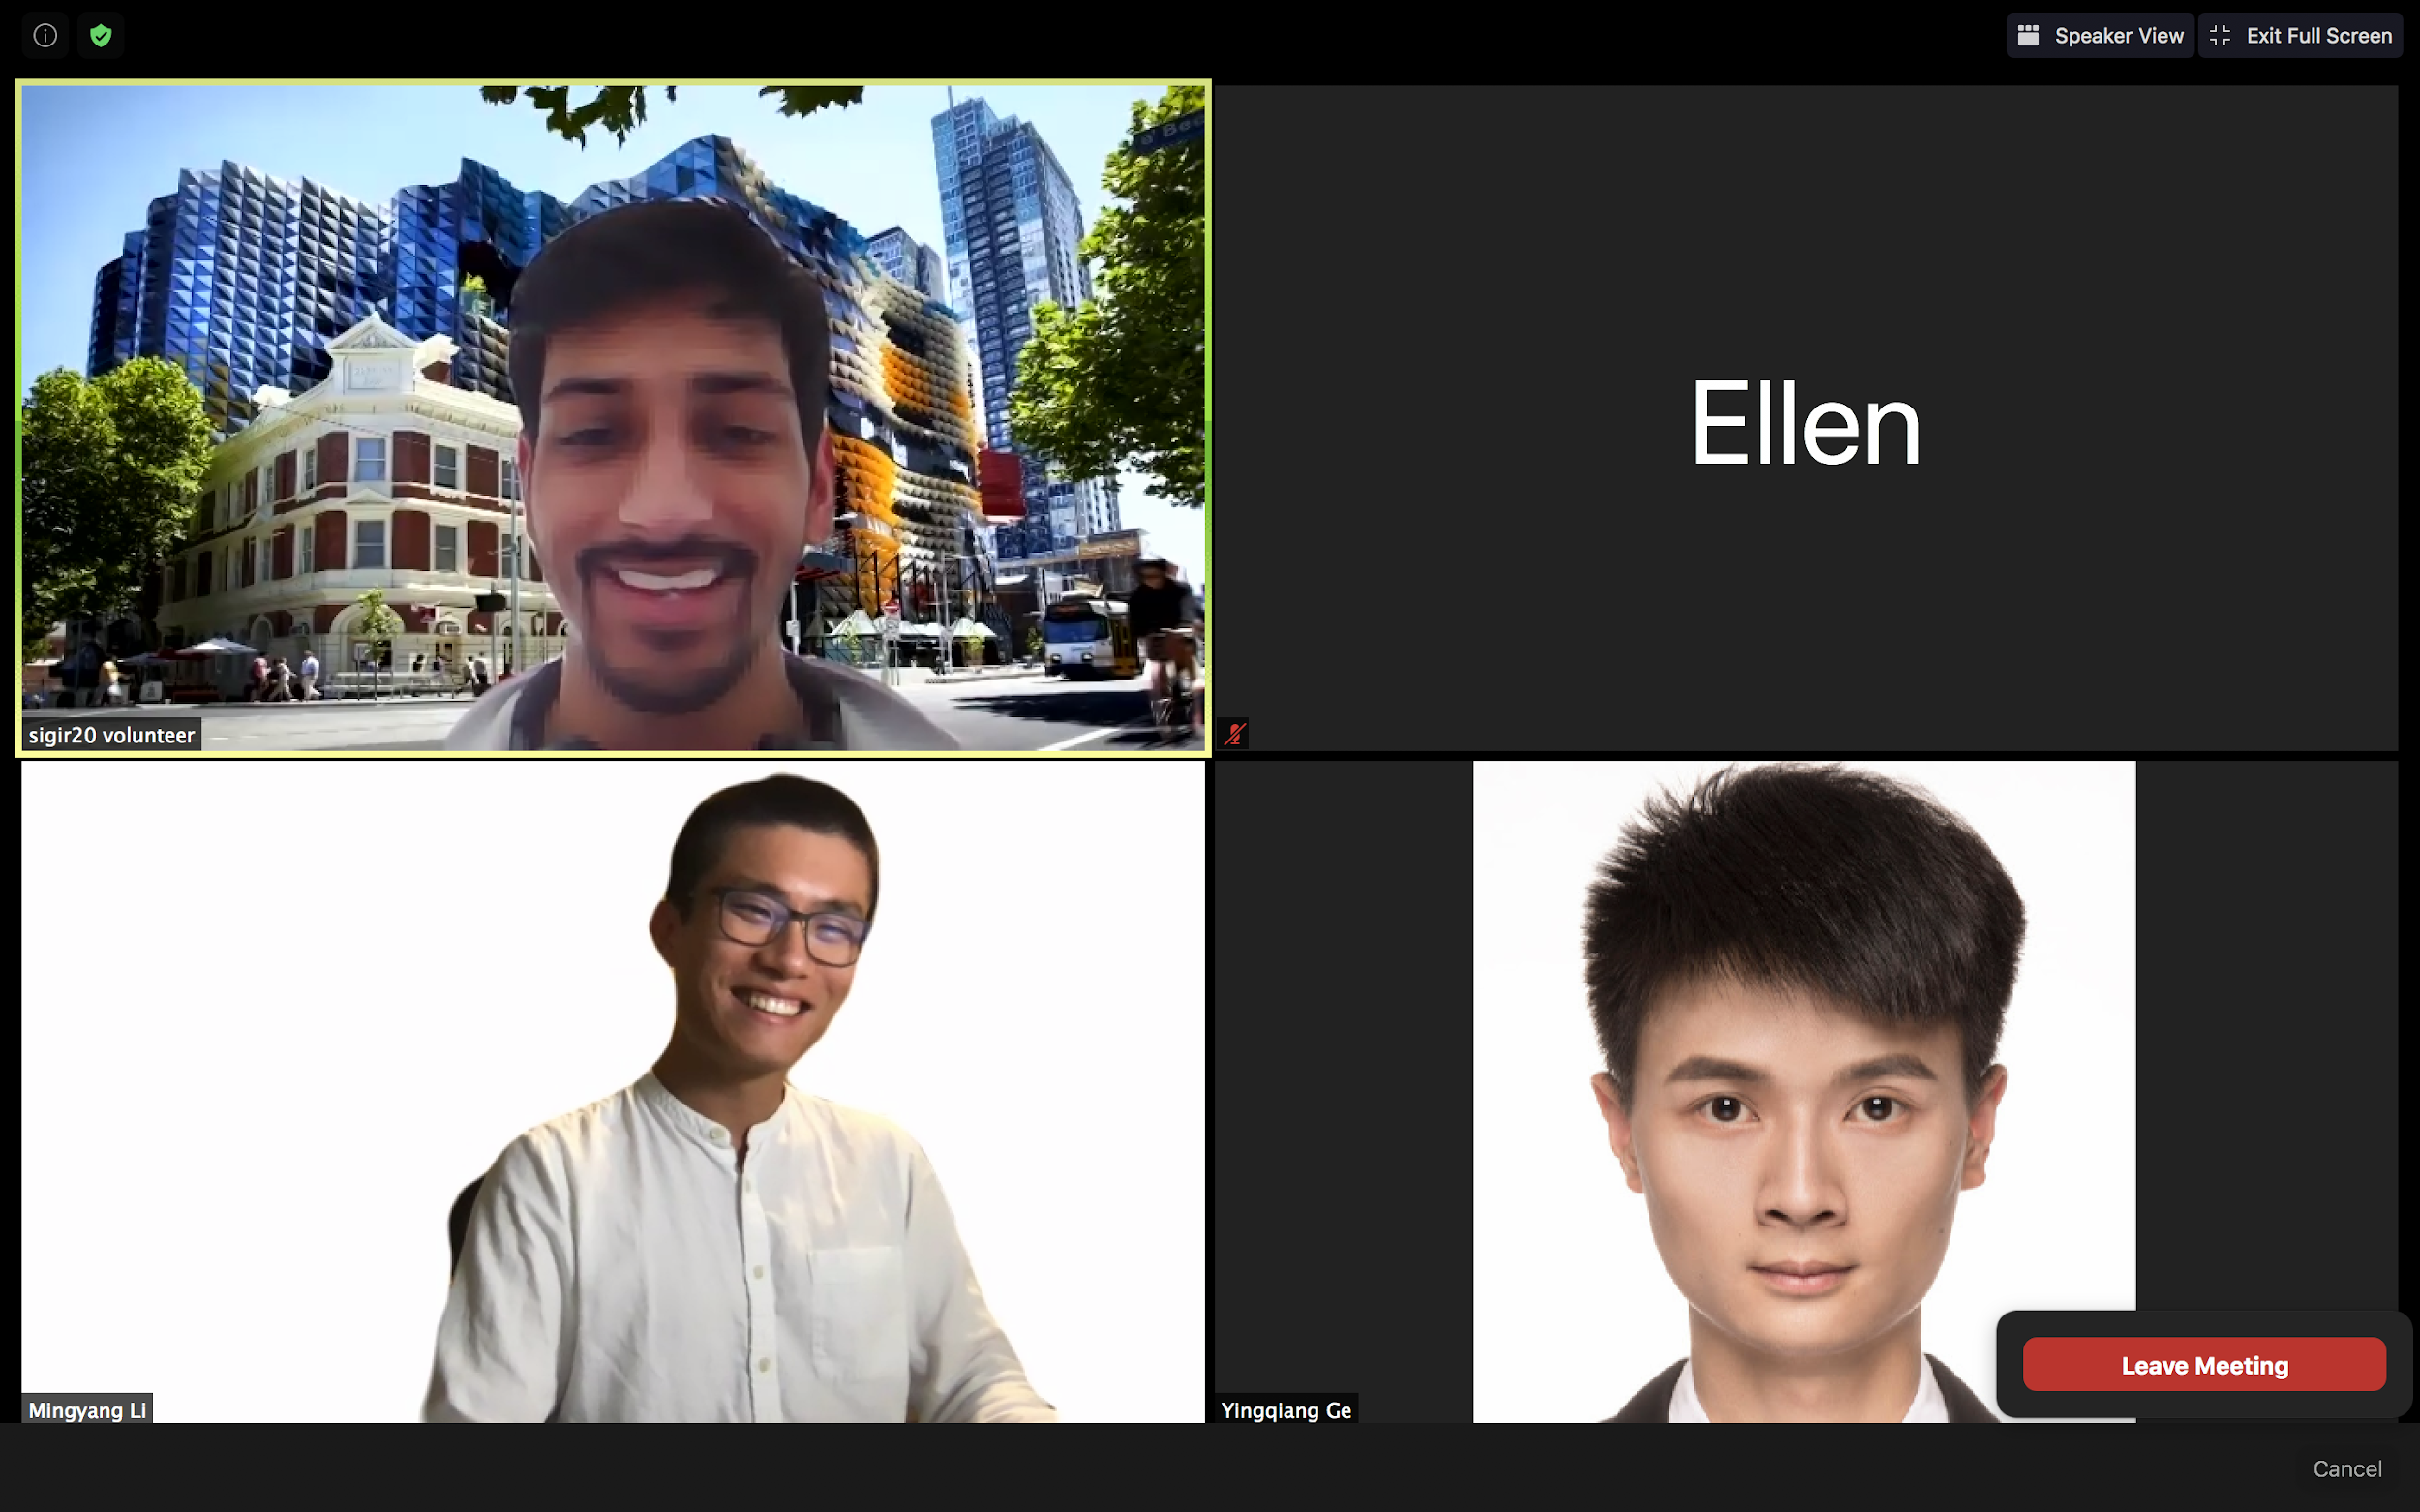 Speaker View
Exit Full Screen
Ellen
sigir20 volunteer
Mingyang Li
Yingqiang Ge
Leave Meeting
Cancel